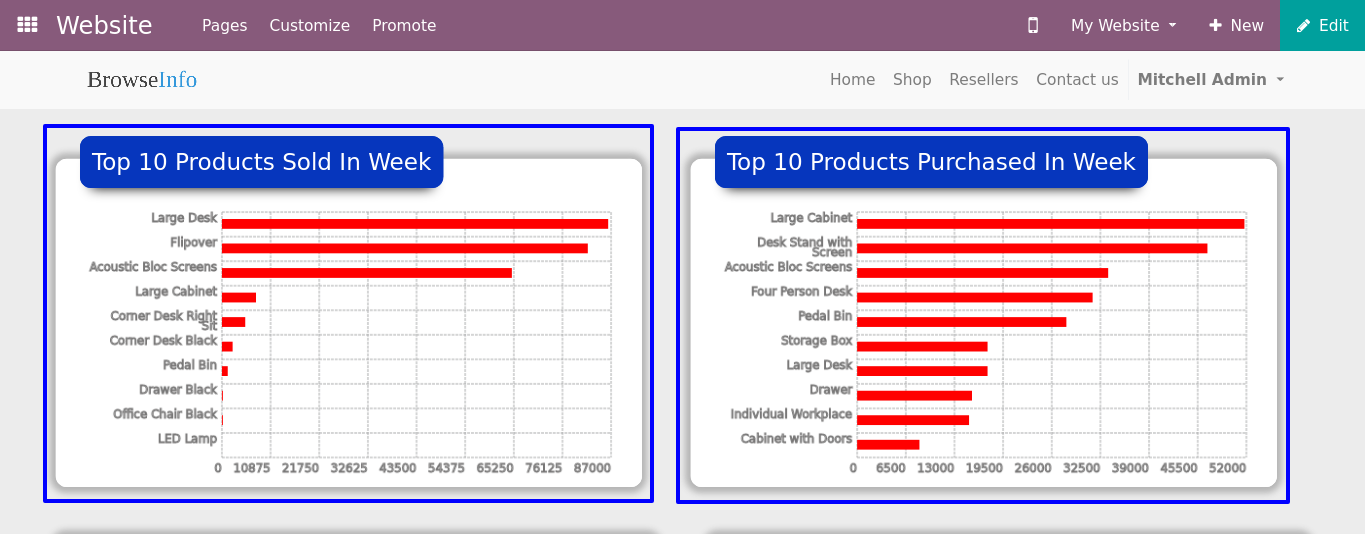 Website Pages Customize Promote My Website New Edit
BrowseInfo Home Shop Resellers Contact us Mitchell Admin
Top 10 Products Sold In Week
Large Desk
Flipover
Acoustic Bloc Screens
Large Cabinet
Corner Desk Right
Sit
Corner Desk Black
Pedal Bin
Drawer Black
Office Chair Black
LED Lamp
0 10875 21750 32625 43500 54375 65250 76125 87000
Top 10 Products Purchased In Week
Large Cabinet
Desk Stand with
Screen
Acoustic Bloc Screens
Four Person Desk
Pedal Bin
Storage Box
Large Desk
Drawer
Individual Workplace
Cabinet with Doors
0 6500 13000 19500 26000 32500 39000 45500 52000